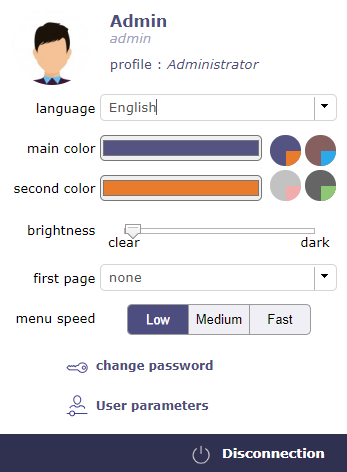 Admin
admin
profile : Administrator
language English
main color
second color
brightness
clear dark
first page none
menu speed Low Medium Fast
change password
User parameters
Disconnection